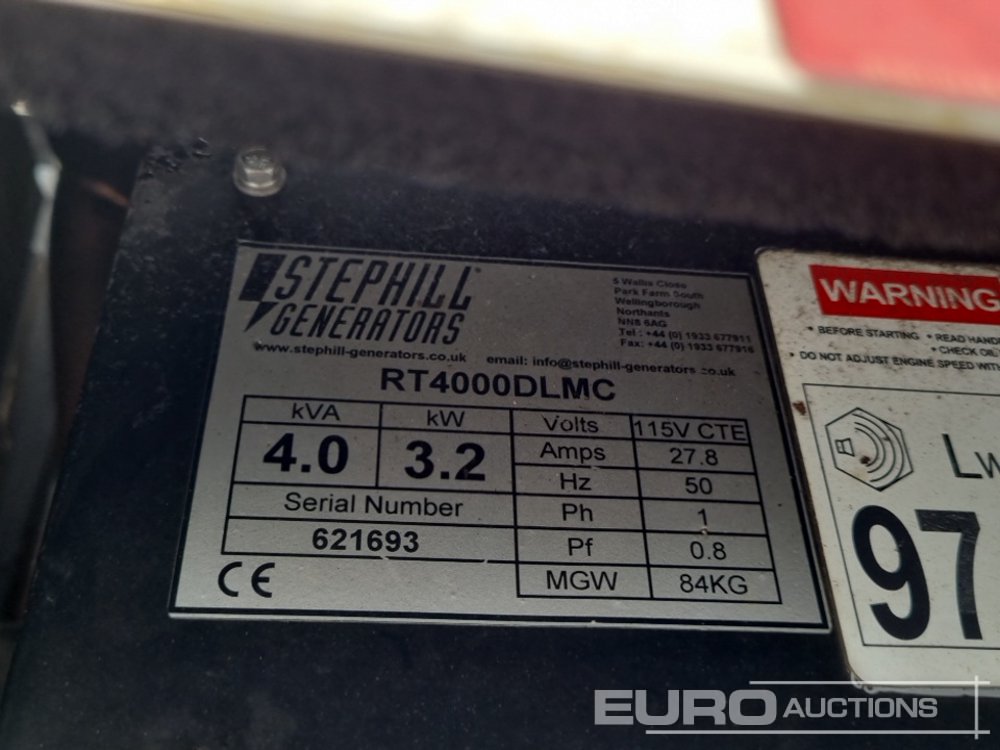 STEPHILL
GENERATORS
5 Wallis Close
Park Farm South
Wellingborough
Northants
NN8 6AG
Tel : +44 (0) 1933 677911
Fax: +44 (0) 1933 677916
www.stephill-generators.co.uk email: info@stephill-generators.co.uk
RT4000DLMC
kVA kW Volts 115V CTE
4.0 3.2 Amps 27.8
Hz 50
Serial Number Ph 1
621693 Pf 0.8
CE MGW 84KG
WARNING
• BEFORE STARTING • READ HAND
• CHECK OIL
• DO NOT ADJUST ENGINE SPEED WITH
LW
97
EURO AUCTIONS